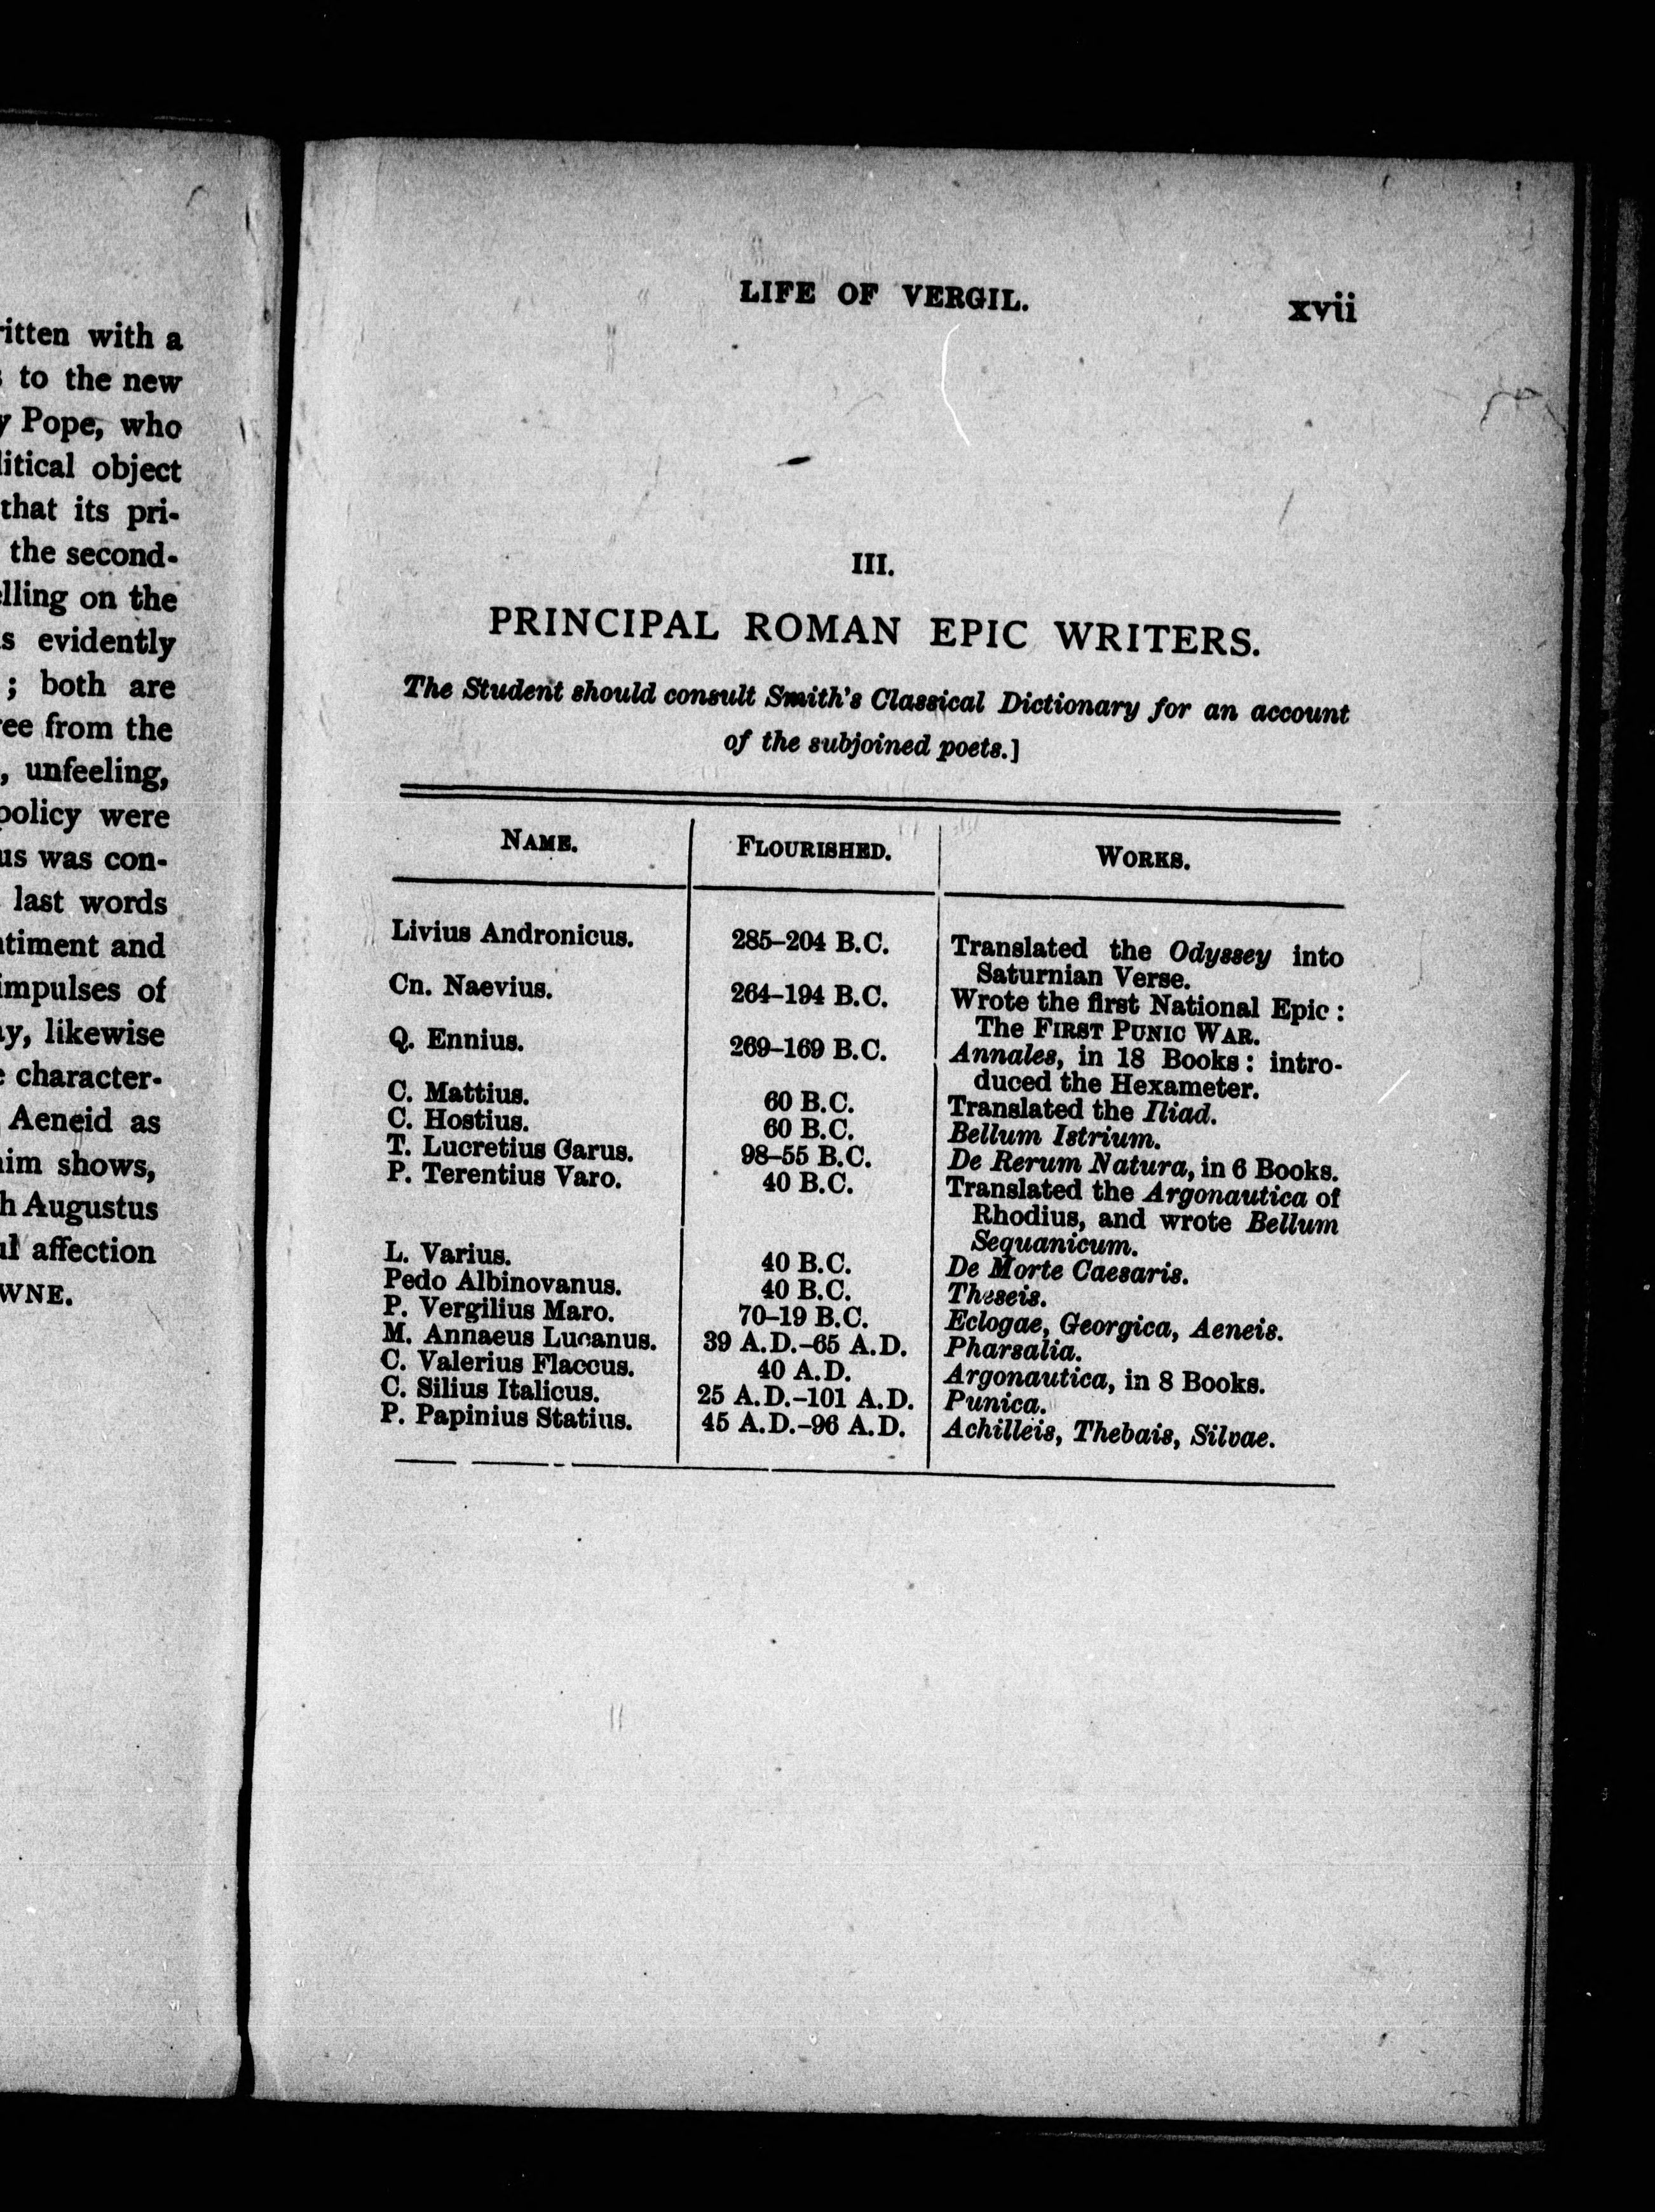 ritten with a
to the new
y Pope, who
litical object
that its pri-
the second-
elling on the
s evidently
; both are
ree from the
, unfeeling,
policy were
us was con-
last words
ntiment and
impulses of
ay, likewise
e character-
Aeneid as
aim shows,
h Augustus
ul affection
WNE.
LIFE OF VERGIL. xvii
III.
PRINCIPAL ROMAN EPIC WRITERS.
The Student should consult Smith's Classical Dictionary for an account
of the subjoined poets.]
NAME. FLOURISHED. WORKS.
Livius Andronicus. 285–204 B.C. Translated the Odyssey into
Saturnian Verse.
Cn. Naevius. 264–194 B.C. Wrote the first National Epic:
The FIRST PUNIC WAR.
Q. Ennius. 269–169 B.C. Annales, in 18 Books: intro-
duced the Hexameter.
C. Mattius. 60 B.C. Translated the Iliad.
C. Hostius. 60 B.C. Bellum Istrium.
T. Lucretius Carus. 98–55 B.C. De Rerum Natura, in 6 Books.
P. Terentius Varo. 40 B.C. Translated the Argonautica of
Rhodius, and wrote Bellum
Sequanicum.
L. Varius. 40 B.C. De Morte Caesaris.
Pedo Albinovanus. 40 B.C. Theseis.
P. Vergilius Maro. 70–19 B.C. Eclogae, Georgica, Aeneis.
M. Annaeus Lucanus. 39 A.D.–65 A.D. Pharsalia.
C. Valerius Flaccus. 40 A.D. Argonautica, in 8 Books.
C. Silius Italicus. 25 A.D.–101 A.D. Punica.
P. Papinius Statius. 45 A.D.–96 A.D. Achilleis, Thebais, Silvae.